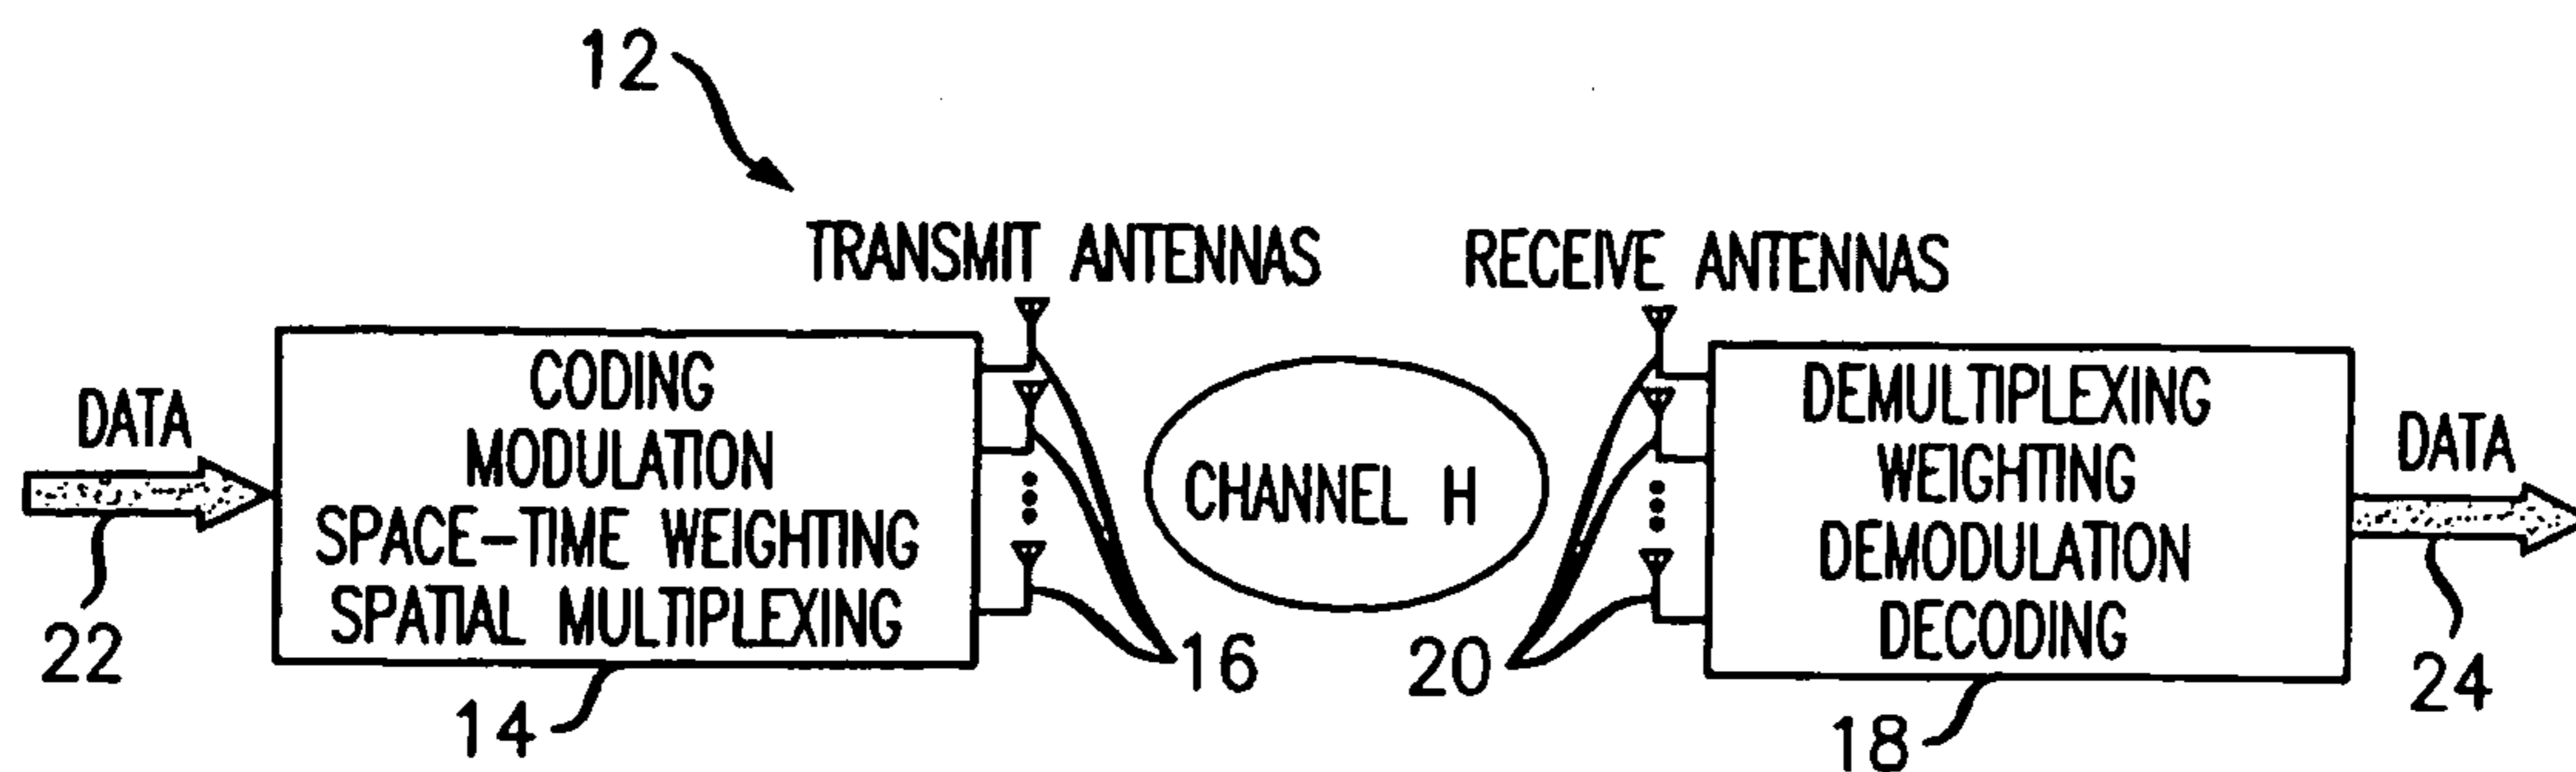 12
TRANSMIT ANTENNAS
RECEIVE ANTENNAS
DATA
22
CODING
MODULATION
SPACE-TIME WEIGHTING
SPATIAL MULTIPLEXING
14
16
CHANNEL H
20
DEMULTIPLEXING
WEIGHTING
DEMODULATION
DECODING
18
DATA
24